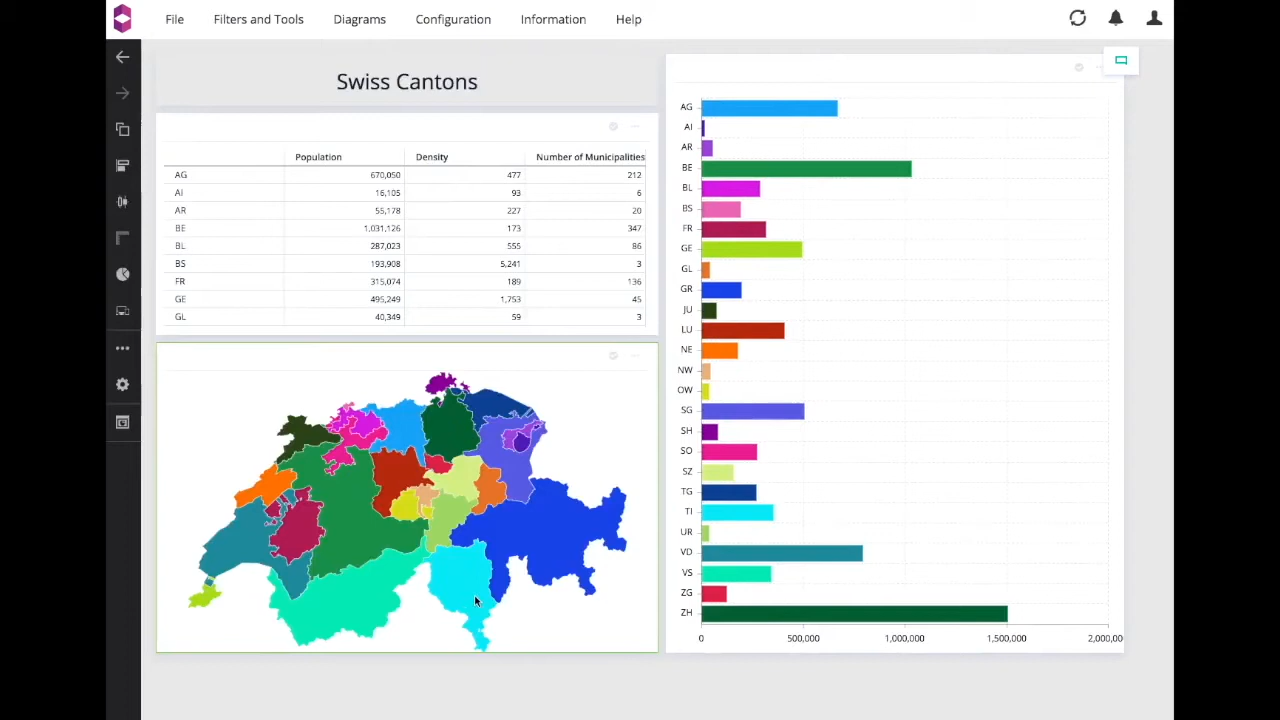 File Filters and Tools Diagrams Configuration Information Help
Swiss Cantons
Population Density Number of Municipalities
AG 670,050 477 212
AI 16,105 93 6
AR 55,178 227 20
BE 1,031,126 173 347
BL 287,023 555 86
BS 193,908 5,241 3
FR 315,074 189 136
GE 495,249 1,753 45
GL 40,349 59 3
AG
AI
AR
BE
BL
BS
FR
GE
GL
GR
JU
LU
NE
NW
OW
SG
SH
SO
SZ
TG
TI
UR
VD
VS
ZG
ZH
0 500,000 1,000,000 1,500,000 2,000,00